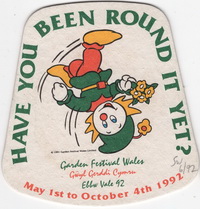 HAVE YOU BEEN ROUND IT YET?
Garden Festival Wales
Gŵyl Gerddi Cymru
Ebbw Vale 92
May 1st to October 4th 1992